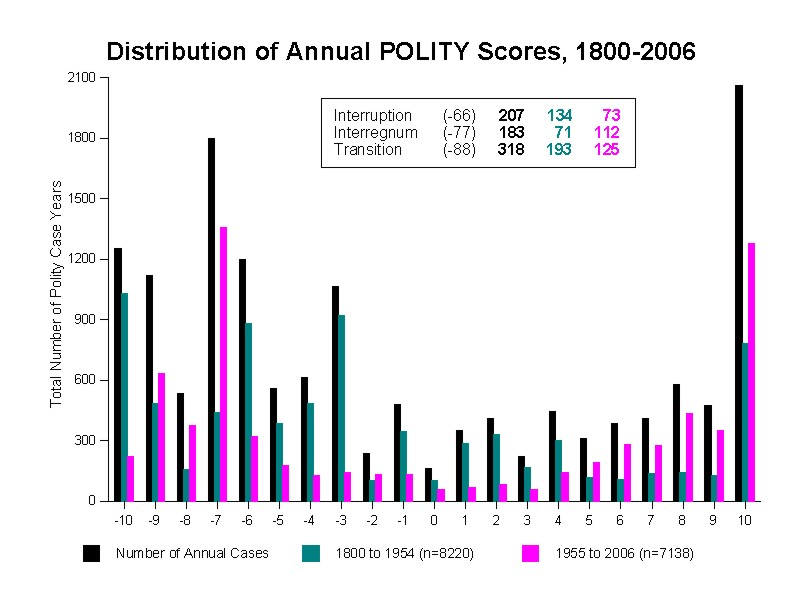 Distribution of Annual POLITY Scores, 1800-2006
2100
1800
1500
1200
900
600
300
0
Total Number of Polity Case Years
Interruption (-66) 207 134 73
Interregnum (-77) 183 71 112
Transition (-88) 318 193 125
-10 -9 -8 -7 -6 -5 -4 -3 -2 -1 0 1 2 3 4 5 6 7 8 9 10
Number of Annual Cases 1800 to 1954 (n=8220) 1955 to 2006 (n=7138)